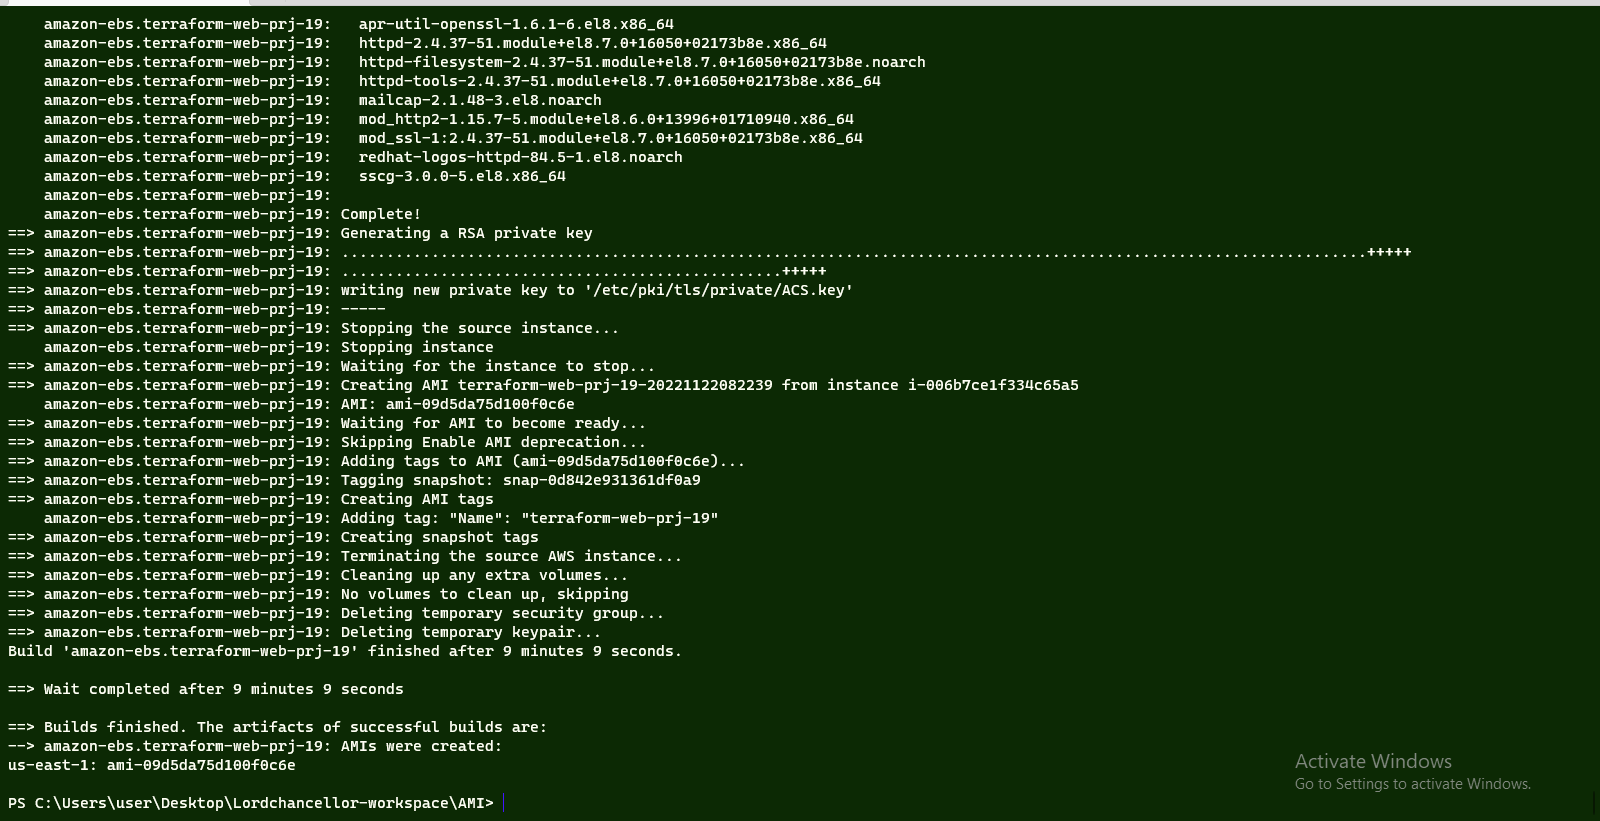 amazon-ebs.terraform-web-prj-19:   apr-util-openssl-1.6.1-6.el8.x86_64
amazon-ebs.terraform-web-prj-19:   httpd-2.4.37-51.module+el8.7.0+16050+02173b8e.x86_64
amazon-ebs.terraform-web-prj-19:   httpd-filesystem-2.4.37-51.module+el8.7.0+16050+02173b8e.noarch
amazon-ebs.terraform-web-prj-19:   httpd-tools-2.4.37-51.module+el8.7.0+16050+02173b8e.x86_64
amazon-ebs.terraform-web-prj-19:   mailcap-2.1.48-3.el8.noarch
amazon-ebs.terraform-web-prj-19:   mod_http2-1.15.7-5.module+el8.6.0+13996+01710940.x86_64
amazon-ebs.terraform-web-prj-19:   mod_ssl-1:2.4.37-51.module+el8.7.0+16050+02173b8e.x86_64
amazon-ebs.terraform-web-prj-19:   redhat-logos-httpd-84.5-1.el8.noarch
amazon-ebs.terraform-web-prj-19:   sscg-3.0.0-5.el8.x86_64
amazon-ebs.terraform-web-prj-19:
amazon-ebs.terraform-web-prj-19: Complete!
==> amazon-ebs.terraform-web-prj-19: Generating a RSA private key
==> amazon-ebs.terraform-web-prj-19: ..................................................................................................................+++++
==> amazon-ebs.terraform-web-prj-19: .................................................+++++
==> amazon-ebs.terraform-web-prj-19: writing new private key to '/etc/pki/tls/private/ACS.key'
==> amazon-ebs.terraform-web-prj-19: -----
==> amazon-ebs.terraform-web-prj-19: Stopping the source instance...
amazon-ebs.terraform-web-prj-19: Stopping instance
==> amazon-ebs.terraform-web-prj-19: Waiting for the instance to stop...
==> amazon-ebs.terraform-web-prj-19: Creating AMI terraform-web-prj-19-20221122082239 from instance i-006b7ce1f334c65a5
amazon-ebs.terraform-web-prj-19: AMI: ami-09d5da75d100f0c6e
==> amazon-ebs.terraform-web-prj-19: Waiting for AMI to become ready...
==> amazon-ebs.terraform-web-prj-19: Skipping Enable AMI deprecation...
==> amazon-ebs.terraform-web-prj-19: Adding tags to AMI (ami-09d5da75d100f0c6e)...
==> amazon-ebs.terraform-web-prj-19: Tagging snapshot: snap-0d842e931361df0a9
==> amazon-ebs.terraform-web-prj-19: Creating AMI tags
amazon-ebs.terraform-web-prj-19: Adding tag: "Name": "terraform-web-prj-19"
==> amazon-ebs.terraform-web-prj-19: Creating snapshot tags
==> amazon-ebs.terraform-web-prj-19: Terminating the source AWS instance...
==> amazon-ebs.terraform-web-prj-19: Cleaning up any extra volumes...
==> amazon-ebs.terraform-web-prj-19: No volumes to clean up, skipping
==> amazon-ebs.terraform-web-prj-19: Deleting temporary security group...
==> amazon-ebs.terraform-web-prj-19: Deleting temporary keypair...
Build 'amazon-ebs.terraform-web-prj-19' finished after 9 minutes 9 seconds.
==> Wait completed after 9 minutes 9 seconds
==> Builds finished. The artifacts of successful builds are:
--> amazon-ebs.terraform-web-prj-19: AMIs were created:
us-east-1: ami-09d5da75d100f0c6e
Activate Windows
Go to Settings to activate Windows.
PS C:\Users\user\Desktop\Lordchancellor-workspace\AMI>